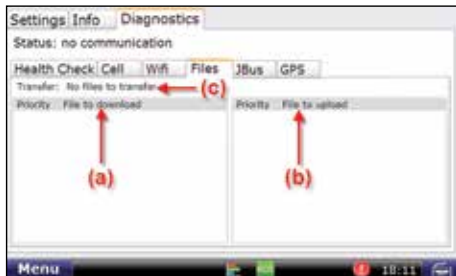 Settings Info Diagnostics
Status: no communication
Health Check Cell Wifi Files JBus GPS
Transfer: No files to transfer (c)
Priority File to download Priority File to upload
(a) (b)
Menu 18:11